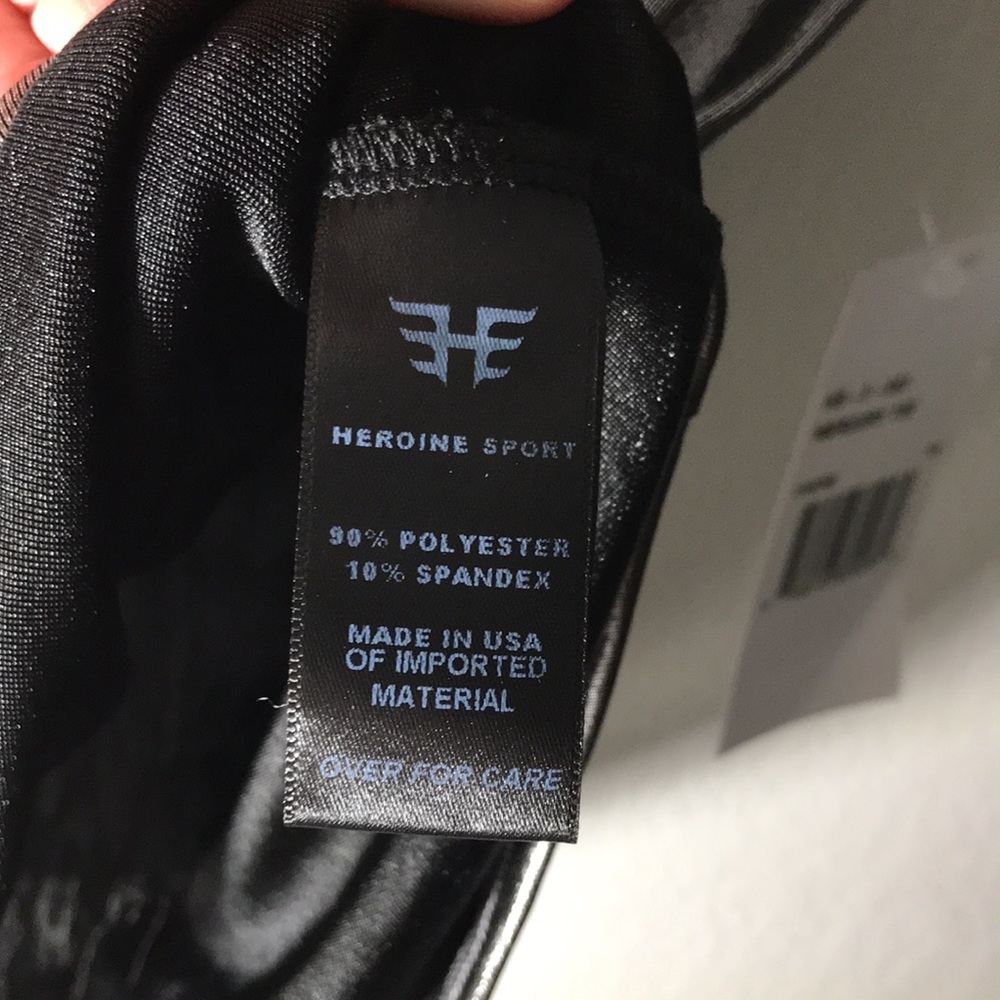 HEROINE SPORT
90% POLYESTER
10% SPANDEX
MADE IN USA
OF IMPORTED
MATERIAL
OVER FOR CARE